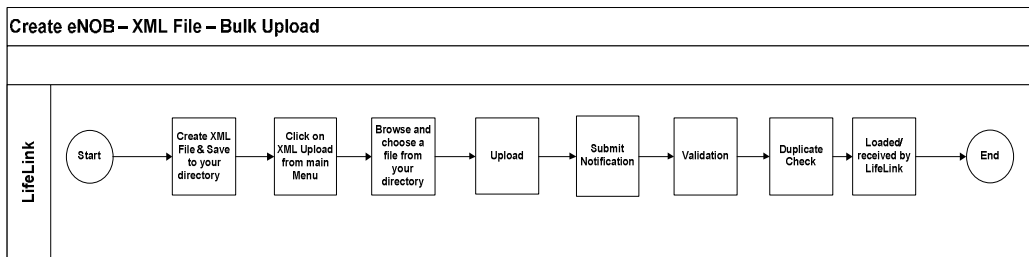 Create eNOB – XML File – Bulk Upload
LifeLink
Start
Create XML
File & Save
to your
directory
Click on
XML Upload
from main
Menu
Browse and
choose a
file from
your
directory
Upload
Submit
Notification
Validation
Duplicate
Check
Loaded/
received by
LifeLink
End